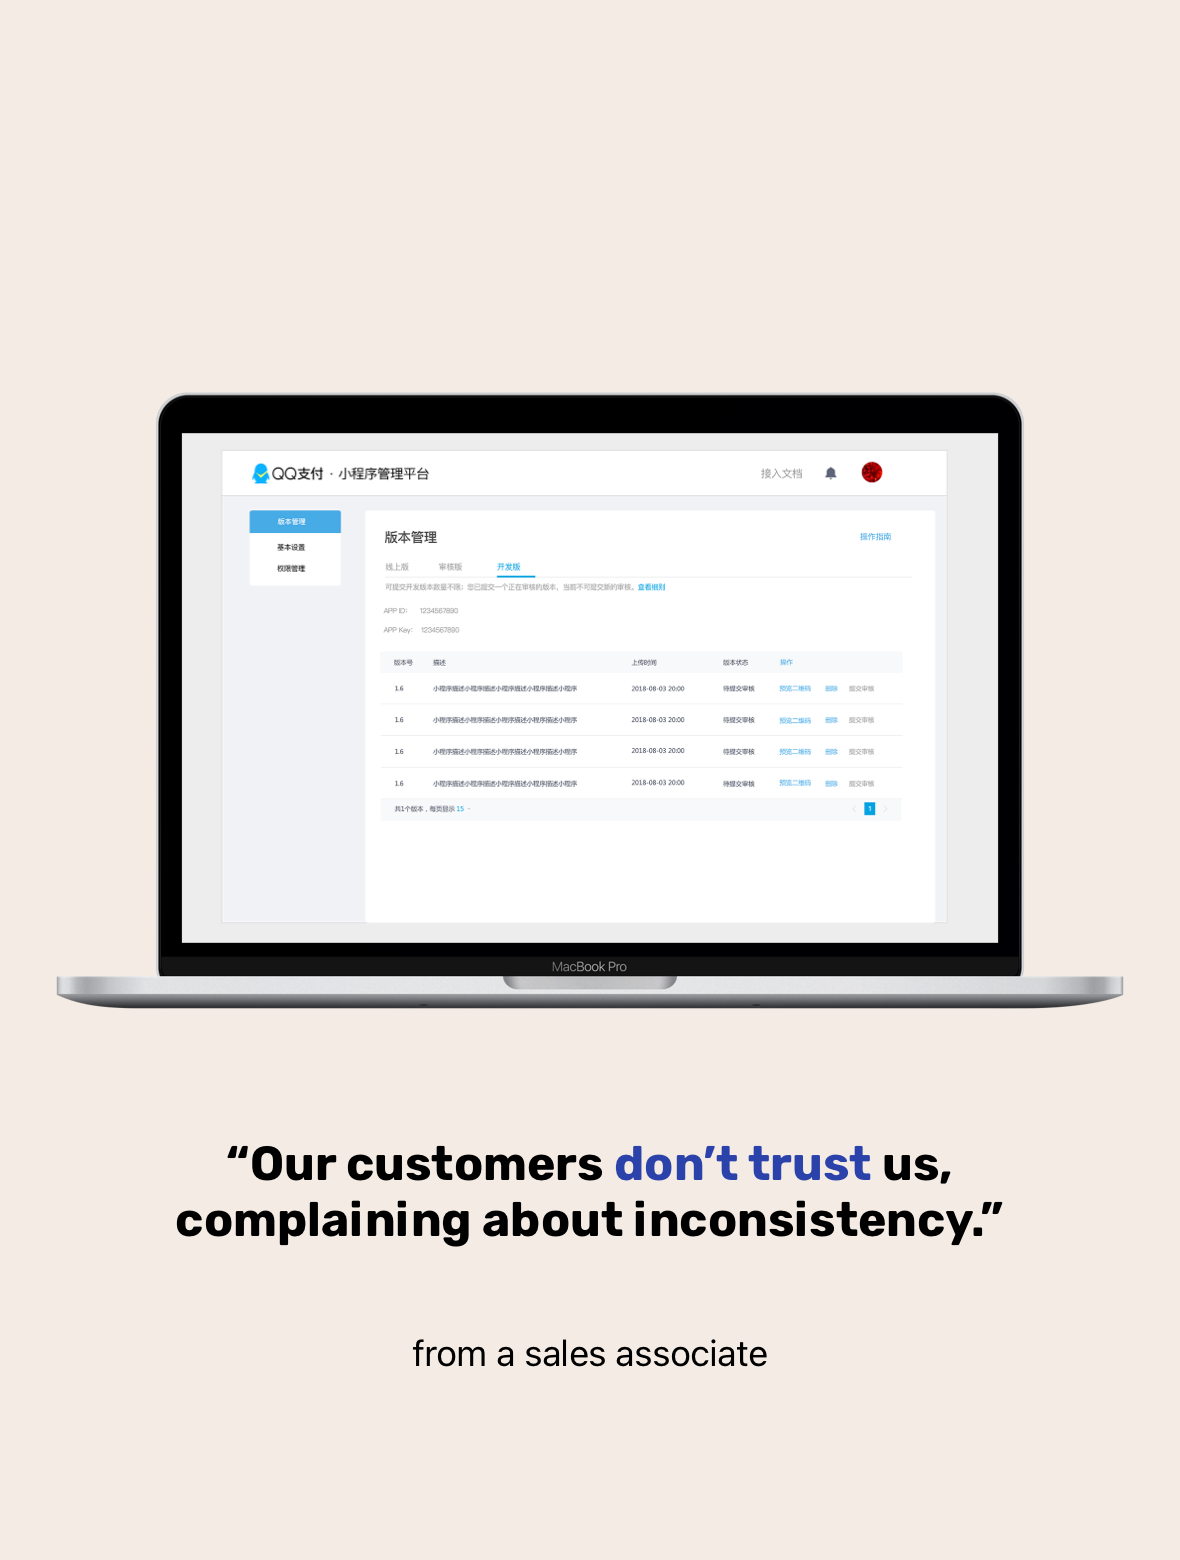 QQ支付 · 小程序管理平台
接入文档
版本管理
基本设置
权限管理
版本管理
操作指南
线上版 审核版 开发版
可提交开发版本数量不限；您已提交一个正在审核的版本，当前不可提交新的审核。查看细则
APP ID： 1234567890
APP Key： 1234567890
版本号 描述 上传时间 版本状态 操作
1.6 小程序描述小程序描述小程序描述小程序描述小程序 2018-08-03 20:00 待提交审核 预览二维码 删除 提交审核
1.6 小程序描述小程序描述小程序描述小程序描述小程序 2018-08-03 20:00 待提交审核 预览二维码 删除 提交审核
1.6 小程序描述小程序描述小程序描述小程序描述小程序 2018-08-03 20:00 待提交审核 预览二维码 删除 提交审核
1.6 小程序描述小程序描述小程序描述小程序描述小程序 2018-08-03 20:00 待提交审核 预览二维码 删除 提交审核
共1个版本，每页显示 15
1
MacBook Pro
“Our customers don’t trust us,
complaining about inconsistency.”
from a sales associate